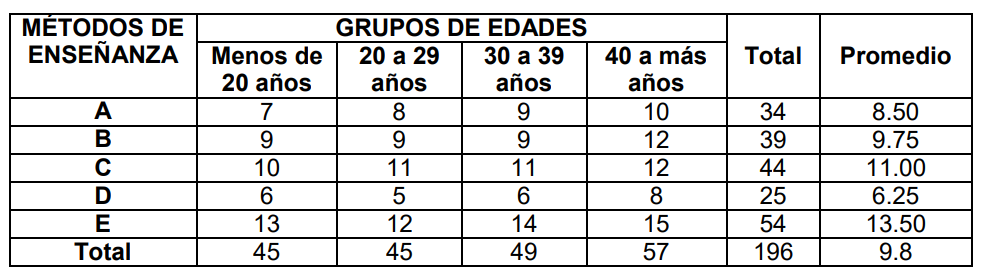 MÉTODOS DE ENSEÑANZA GRUPOS DE EDADES Total Promedio
Menos de 20 años 20 a 29 años 30 a 39 años 40 a más años
A 7 8 9 10 34 8.50
B 9 9 9 12 39 9.75
C 10 11 11 12 44 11.00
D 6 5 6 8 25 6.25
E 13 12 14 15 54 13.50
Total 45 45 49 57 196 9.8